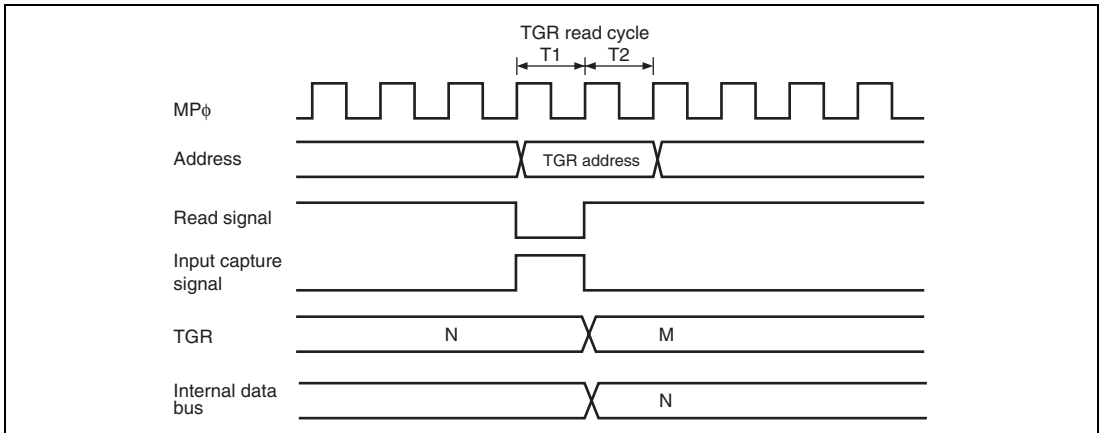 TGR read cycle
T1 T2
MPϕ
Address
TGR address
Read signal
Input capture
signal
TGR
N
M
Internal data
bus
N